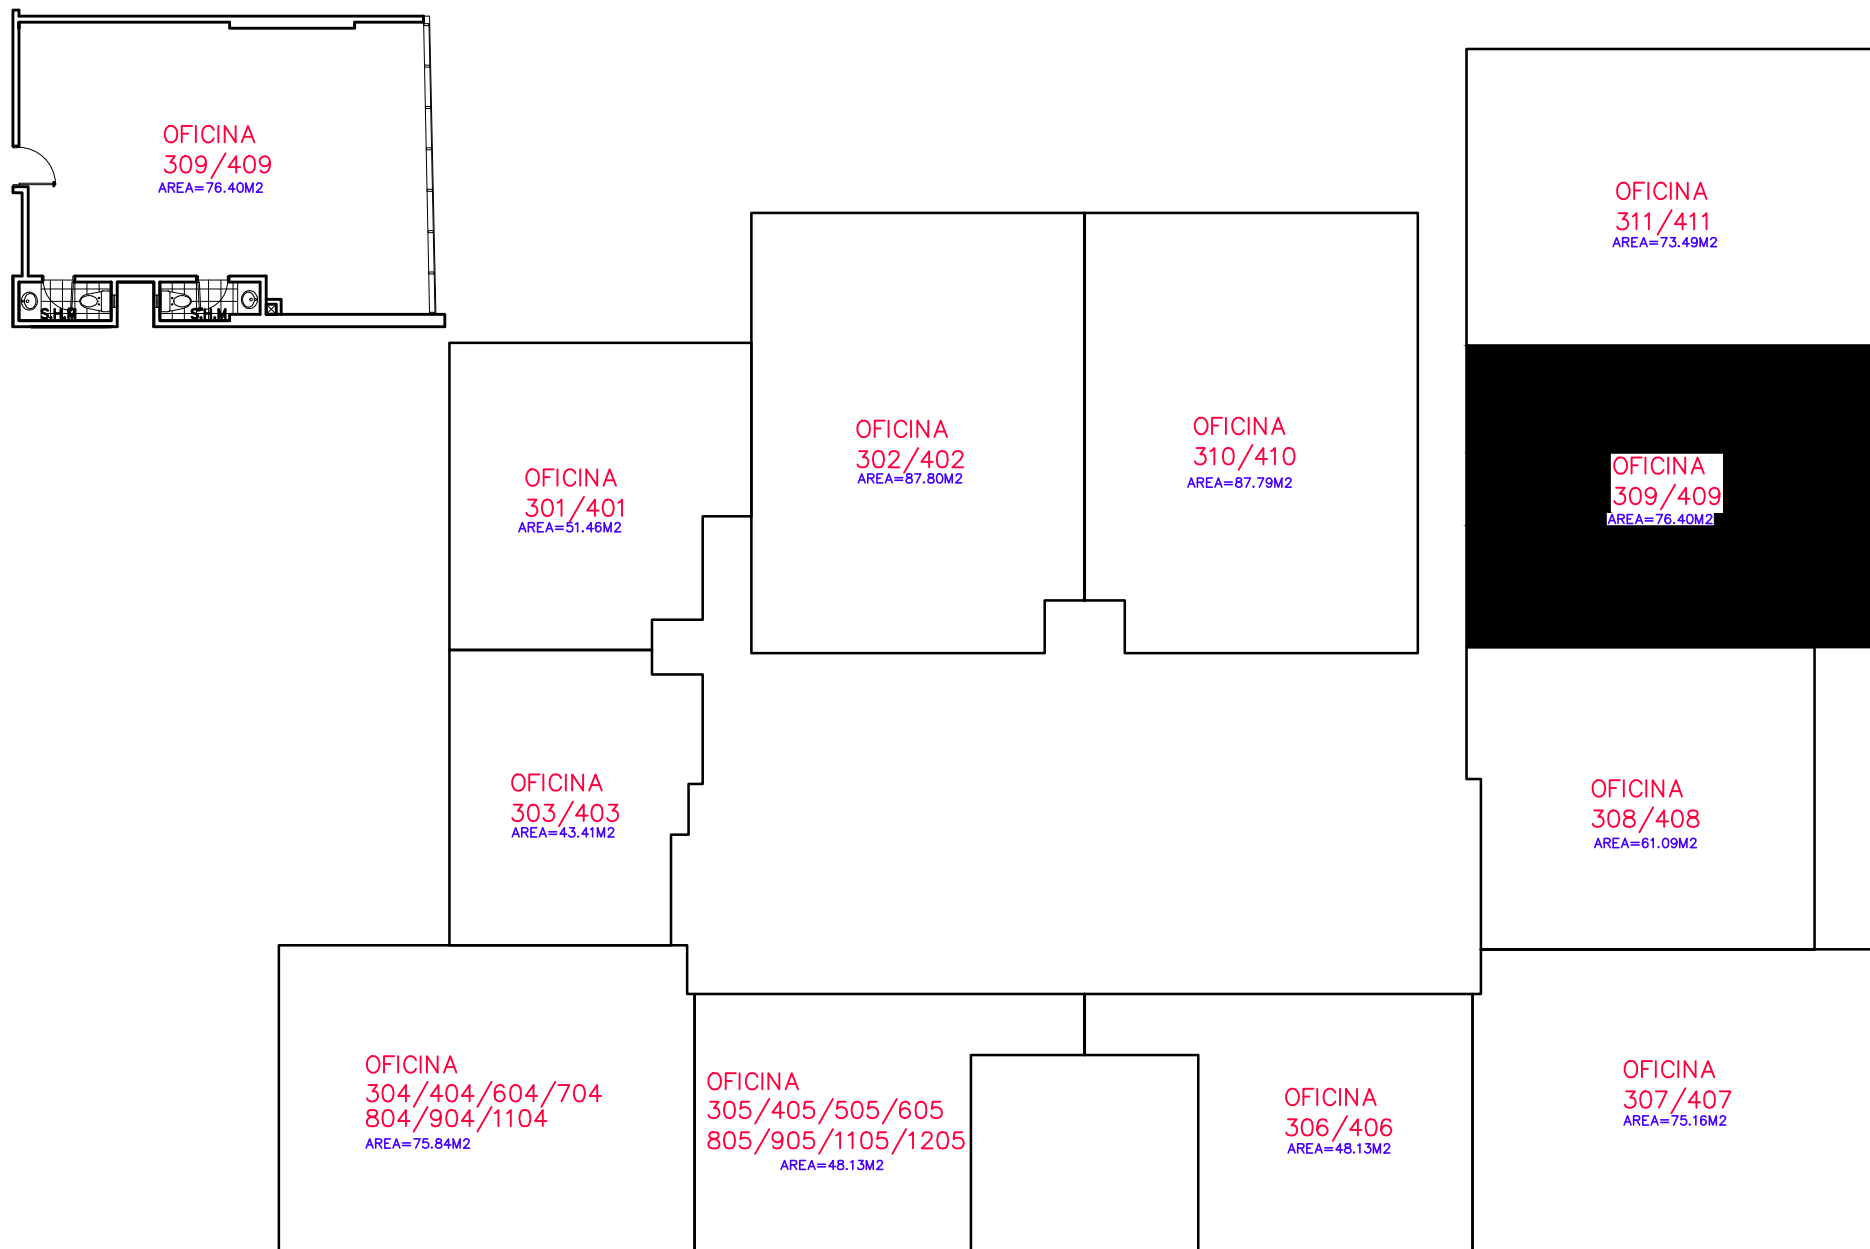 OFICINA
309/409
AREA=76.40M2
S.H.M
S.H.M
OFICINA
311/411
AREA=73.49M2
OFICINA
302/402
AREA=87.80M2
OFICINA
310/410
AREA=87.79M2
OFICINA
309/409
AREA=76.40M2
OFICINA
301/401
AREA=51.46M2
OFICINA
303/403
AREA=43.41M2
OFICINA
308/408
AREA=61.09M2
OFICINA
304/404/604/704
804/904/1104
AREA=75.84M2
OFICINA
305/405/505/605
805/905/1105/1205
AREA=48.13M2
OFICINA
306/406
AREA=48.13M2
OFICINA
307/407
AREA=75.16M2